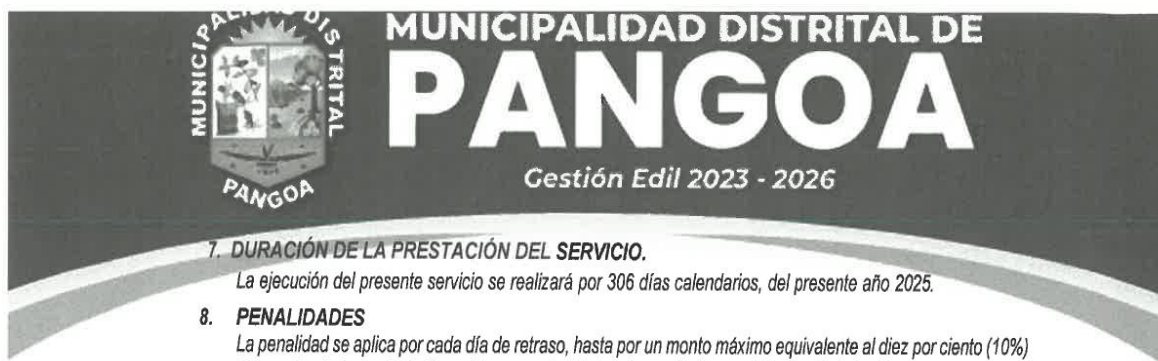 MUNICIPALIDAD DISTRITAL
PANGOA
MUNICIPALIDAD DISTRITAL DE
PANGOA
Gestión Edil 2023 - 2026
7. DURACIÓN DE LA PRESTACIÓN DEL SERVICIO.
La ejecución del presente servicio se realizará por 306 días calendarios, del presente año 2025.
8. PENALIDADES
La penalidad se aplica por cada día de retraso, hasta por un monto máximo equivalente al diez por ciento (10%)